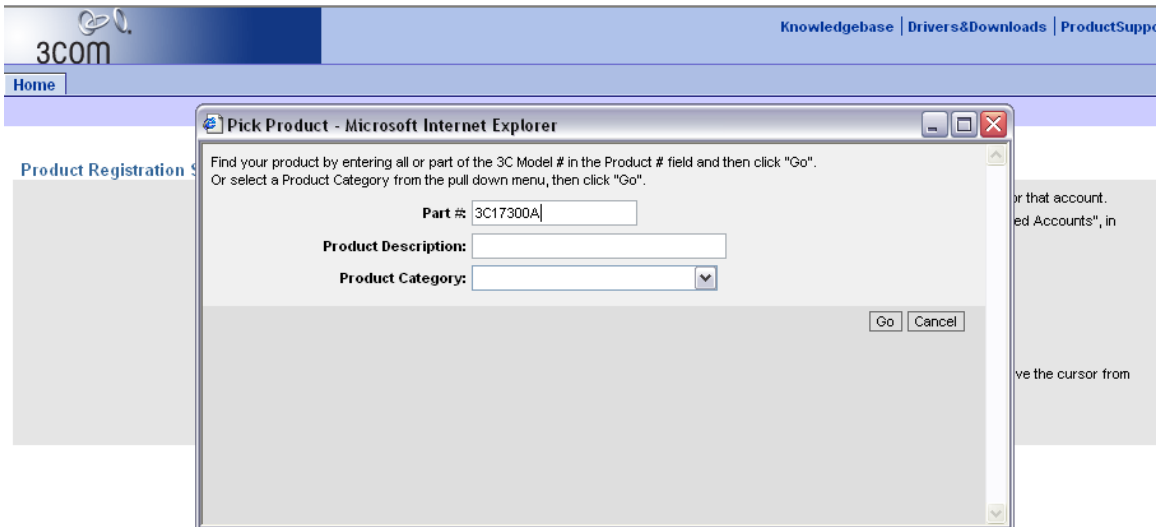 3com
Knowledgebase | Drivers&Downloads | ProductSuppo
Home
Pick Product - Microsoft Internet Explorer
Product Registration S
Find your product by entering all or part of the 3C Model # in the Product # field and then click "Go".
Or select a Product Category from the pull down menu, then click "Go".
or that account.
Part #: 3C17300A
ed Accounts", in
Product Description:
Product Category:
Go Cancel
ve the cursor from